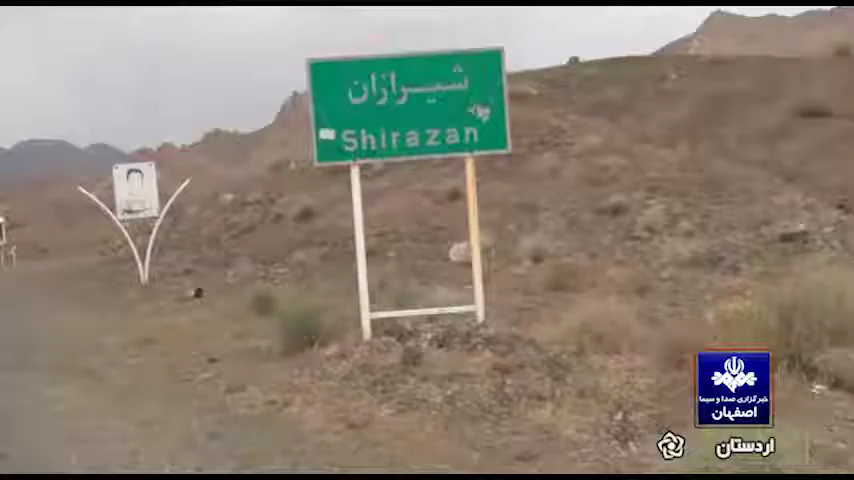 شیرازان
Shirazan
خبرگزاری صدا و سیما
اصفهان
اردستان